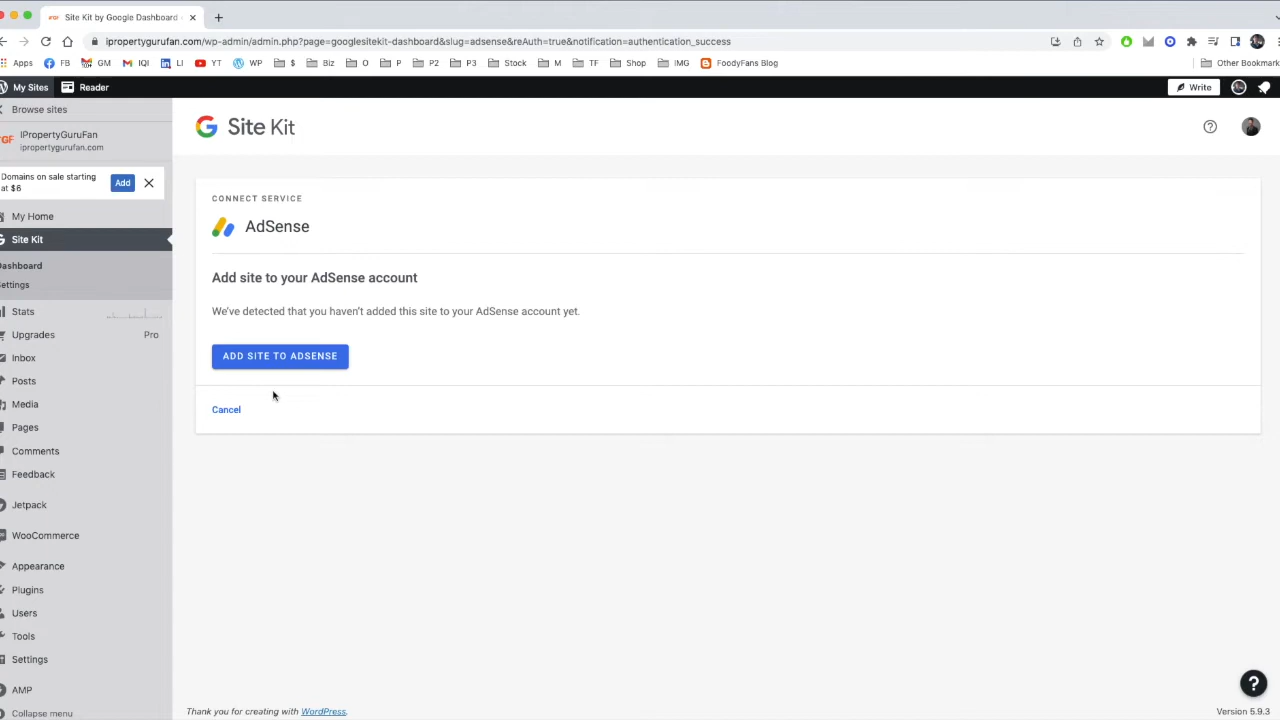 Site Kit by Google Dashboard
ipropertygurufan.com/wp-admin/admin.php?page=googlesitekit-dashboard&slug=adsense&reAuth=true&notification=authentication_success
Apps FB GM IQI LI YT WP $ Biz O P P2 P3 Stock M TF Shop IMG FoodyFans Blog Other Bookmark
My Sites Reader Write
Browse sites
IPropertyGuruFan
ipropertygurufan.com
Domains on sale starting at $6
Add
My Home
Site Kit
Dashboard
Settings
Stats
Upgrades Pro
Inbox
Posts
Media
Pages
Comments
Feedback
Jetpack
WooCommerce
Appearance
Plugins
Users
Tools
Settings
AMP
Collapse menu
Site Kit
CONNECT SERVICE
AdSense
Add site to your AdSense account
We've detected that you haven't added this site to your AdSense account yet.
ADD SITE TO ADSENSE
Cancel
Thank you for creating with WordPress.
Version 5.9.3